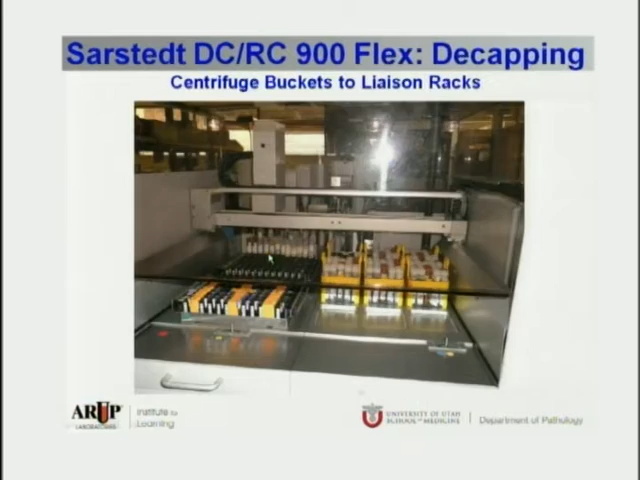 Sarstedt DC/RC 900 Flex: Decapping
Centrifuge Buckets to Liaison Racks
ARUP LABORATORIES
Institute for Learning
UNIVERSITY OF UTAH
SCHOOL OF MEDICINE
Department of Pathology